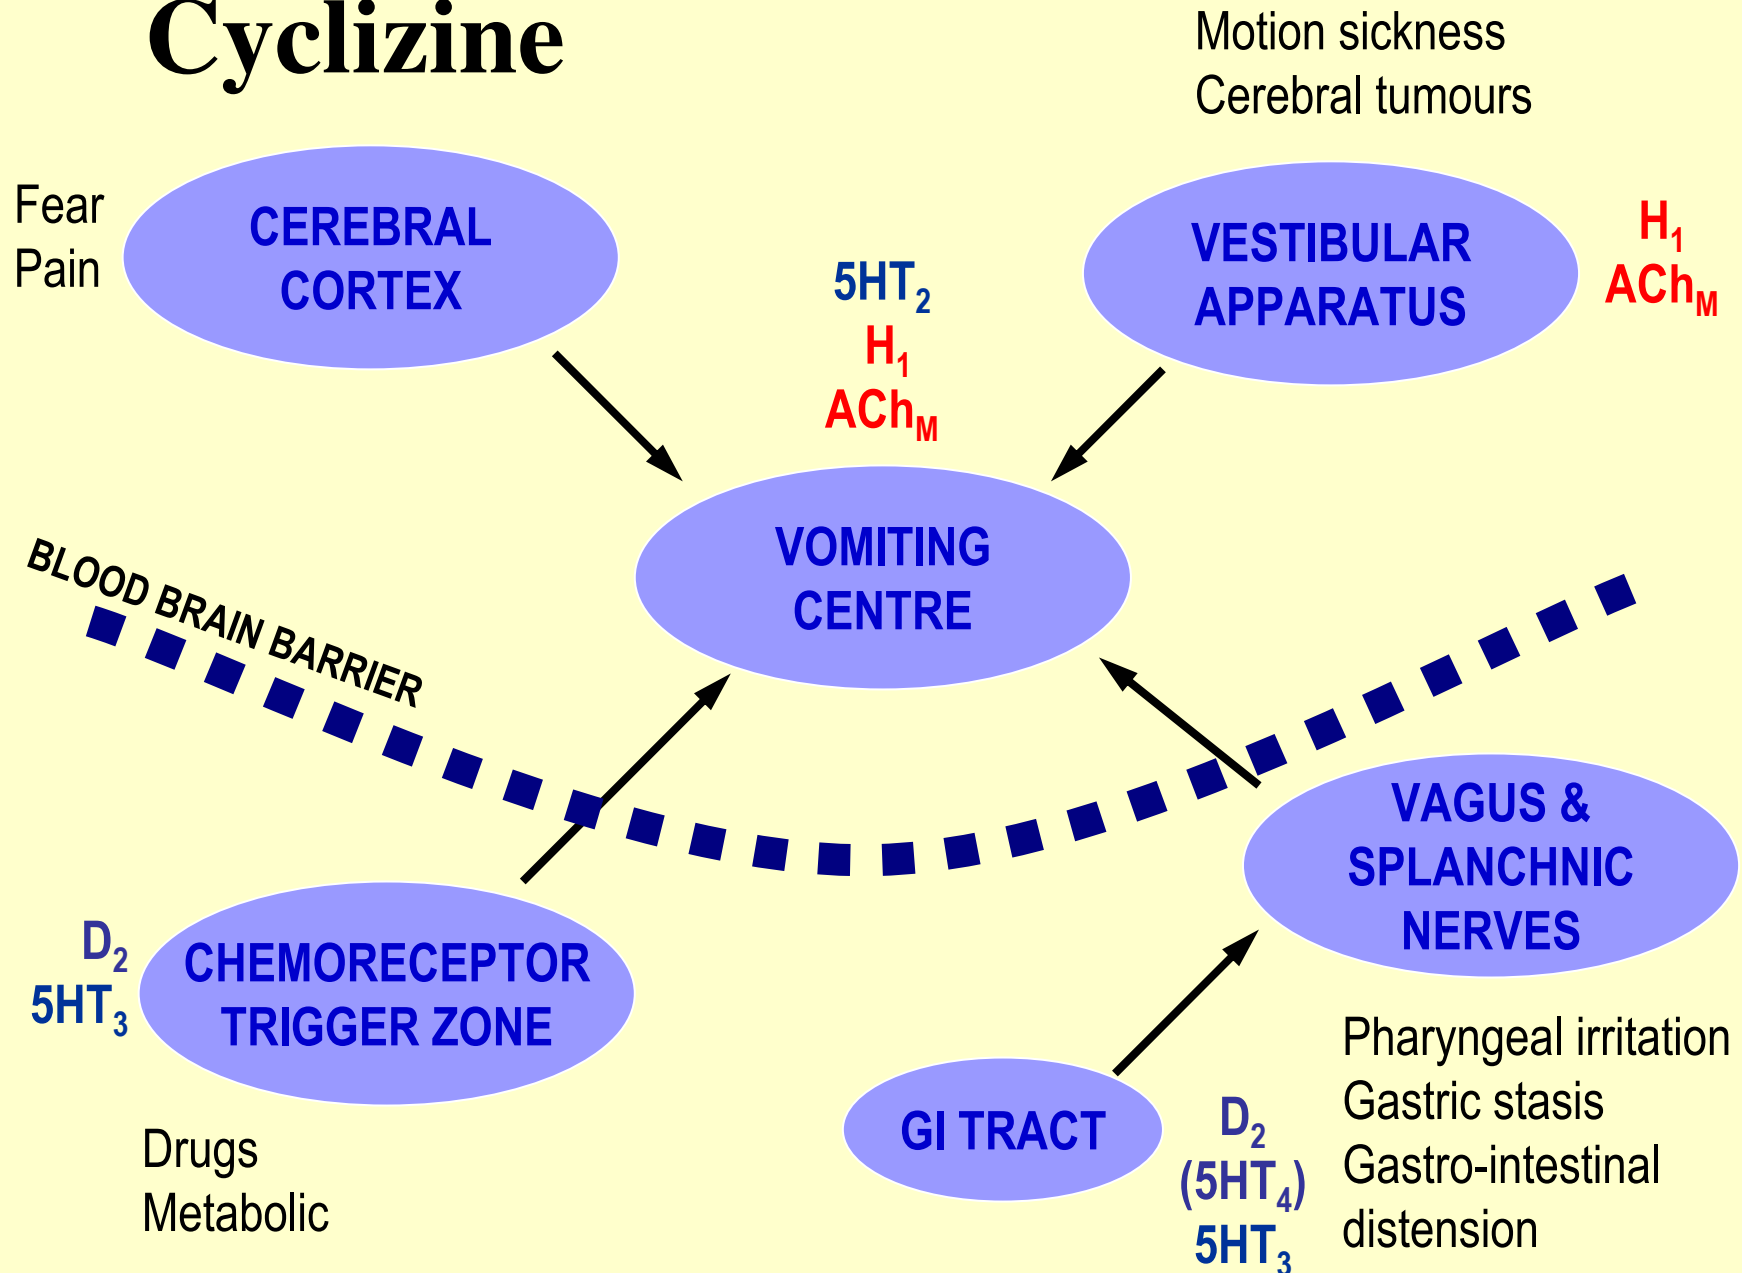 Cyclizine
Motion sickness
Cerebral tumours
Fear
Pain
CEREBRAL
CORTEX
5HT₂
H₁
ACh_M
VESTIBULAR
APPARATUS
H₁
ACh_M
VOMITING
CENTRE
BLOOD BRAIN BARRIER
D₂
5HT₃
CHEMORECEPTOR
TRIGGER ZONE
Drugs
Metabolic
VAGUS &
SPLANCHNIC
NERVES
GI TRACT
D₂
(5HT₄)
5HT₃
Pharyngeal irritation
Gastric stasis
Gastro-intestinal
distension